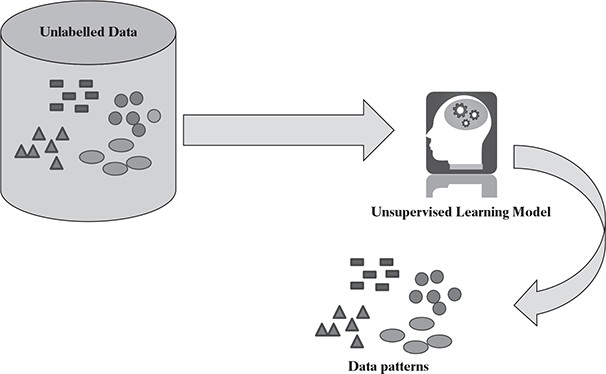 Unlabelled Data
Unsupervised Learning Model
Data patterns